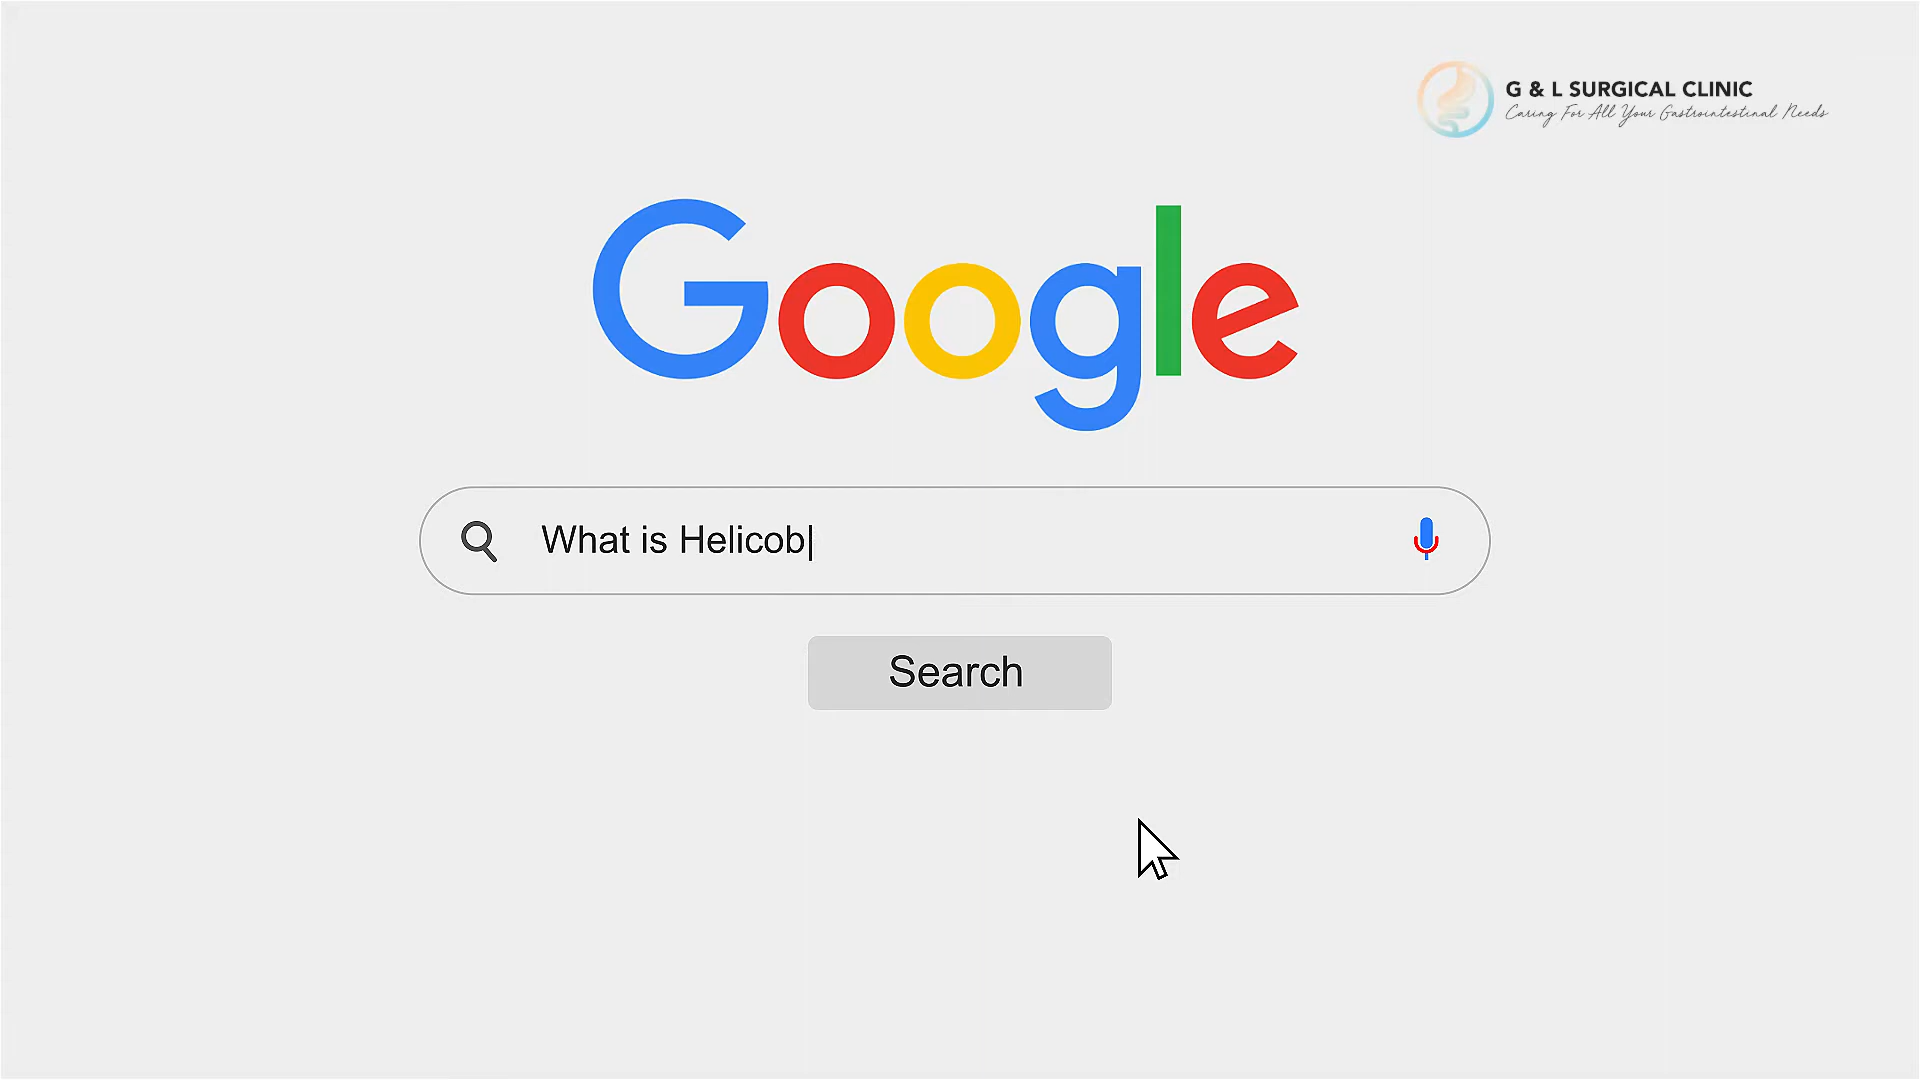 G & L SURGICAL CLINIC
Caring For All Your Gastrointestinal Needs
Google
What is Helicob
Search